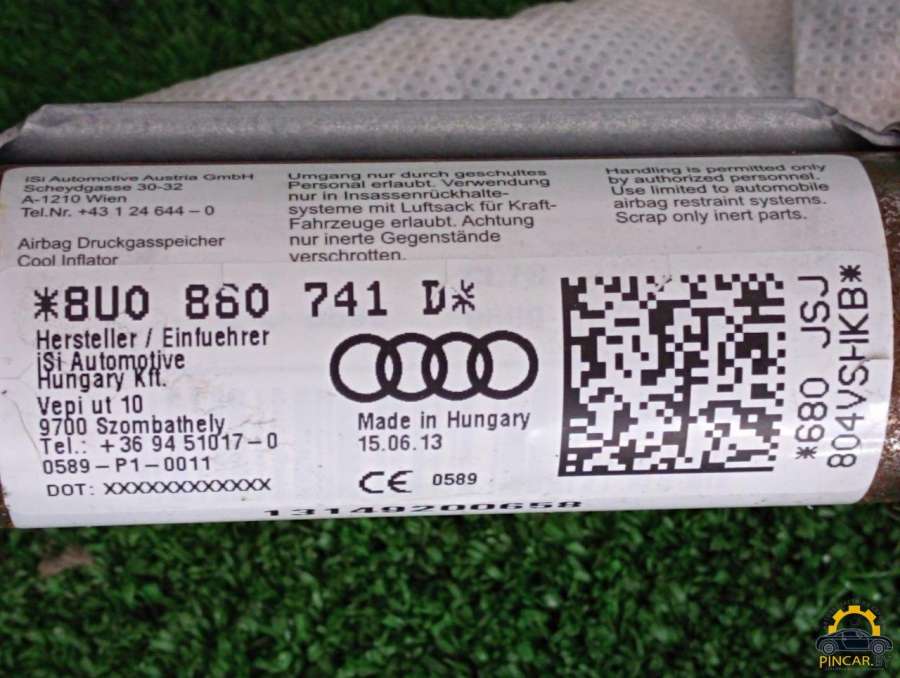 iSi Automotive Austria GmbH
Scheydgasse 30-32
A-1210 Wien
Tel.Nr. +43 1 24 644-0
Airbag Druckgasspeicher
Cool Inflator
Umgang nur durch geschultes
Personal erlaubt. Verwendung
nur in Insassenrückhalte-
systeme mit Luftsack für Kraft-
Fahrzeuge erlaubt. Achtung
nur inerte Gegenstände
verschrotten.
Handling is permitted only
by authorized personnel.
Use limited to automobile
airbag restraint systems.
Scrap only inert parts.
*8U0 860 741 D*
Hersteller / Einfuehrer
iSi Automotive
Hungary Kft.
Vepi ut 10
9700 Szombathely
Tel.: +36 94 51017-0
0589-P1-0011
DOT: XXXXXXXXXXXX
Made in Hungary
15.06.13
CE 0589
*680 JSJ
804VSHKB*
13149200658
PINCAR.BY